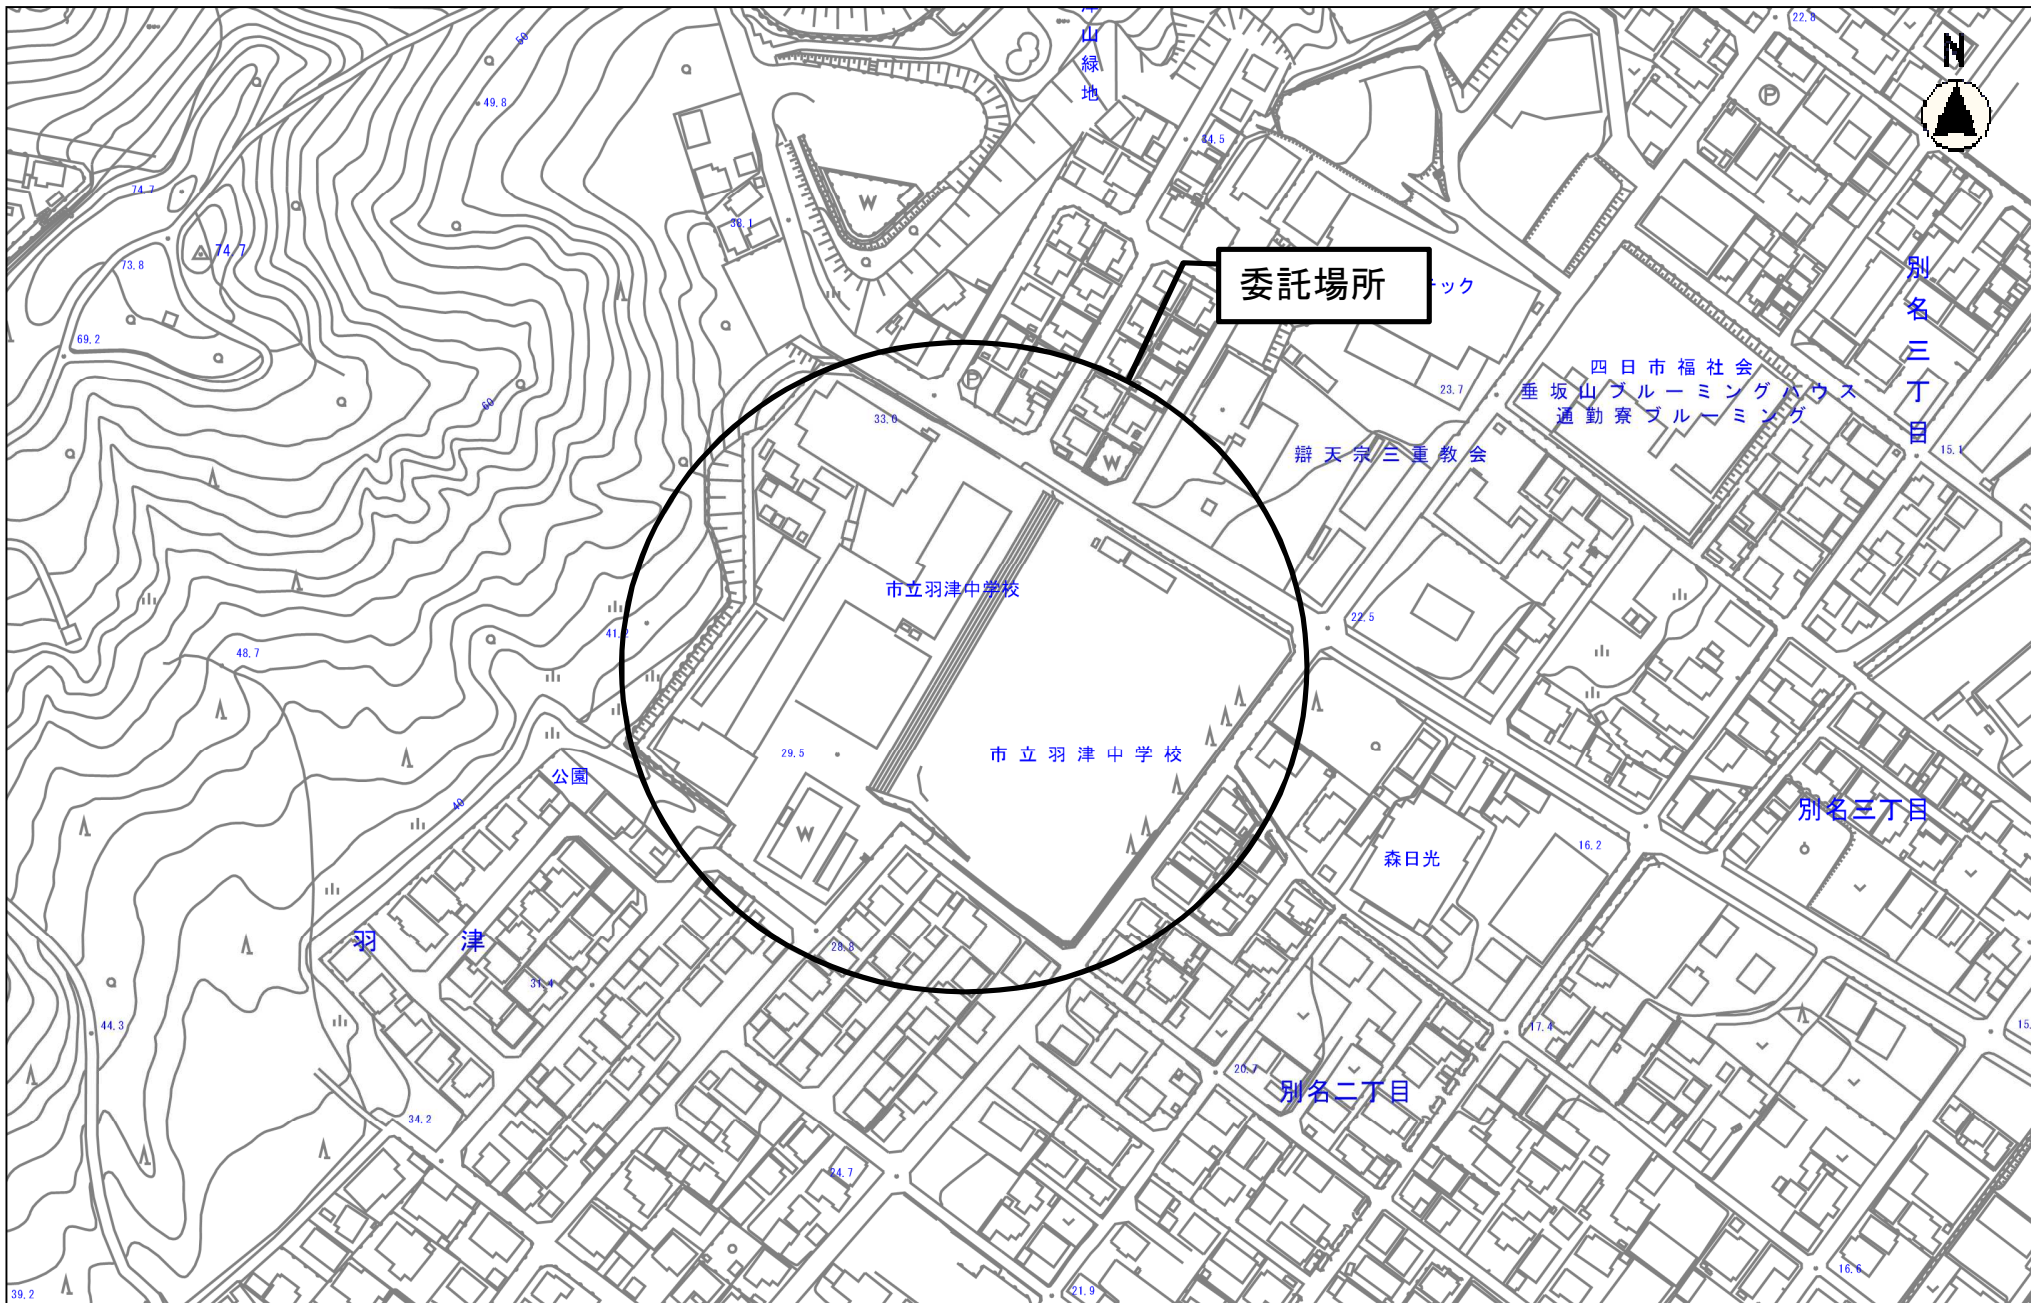 山緑地
22.8
N
50
49.8
34.5
74.7
38.1
W
74.7
73.8
委託場所
ック
別名三丁目
69.2
P
P
60
33.0
23.7
四日市福祉会
垂坂山ブルーミングハウス
通勤寮ブルーミング
辯天宗三重教会
15.1
W
市立羽津中学校
22.5
41.2
48.7
29.5
市立羽津中学校
公園
40
別名三丁目
W
森日光
16.2
羽津
28.8
31.4
44.3
17.4
15.
20.7
別名二丁目
34.2
24.7
16.6
39.2
21.9